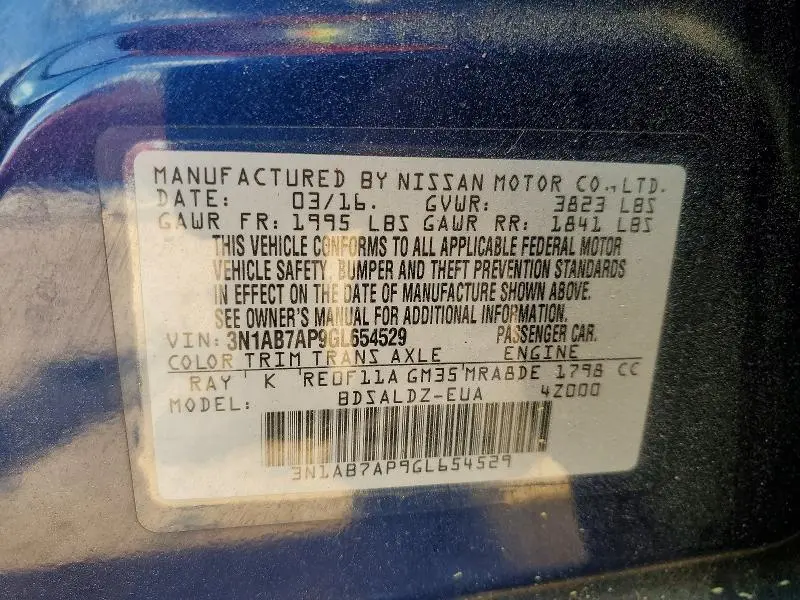 MANUFACTURED BY NISSAN MOTOR CO., LTD.
DATE: 03/16. GVWR: 3823 LBS
GAWR FR: 1995 LBS GAWR RR: 1841 LBS
THIS VEHICLE CONFORMS TO ALL APPLICABLE FEDERAL MOTOR
VEHICLE SAFETY, BUMPER AND THEFT PREVENTION STANDARDS
IN EFFECT ON THE DATE OF MANUFACTURE SHOWN ABOVE.
SEE OWNER'S MANUAL FOR ADDITIONAL INFORMATION.
VIN: 3N1AB7AP9GL654529 PASSENGER CAR.
COLOR TRIM TRANS AXLE ENGINE
RAY K RE0F11A GM35 MRA8DE 1798 CC
MODEL: BDSALDZ-EUA 4Z000
3N1AB7AP9GL654529